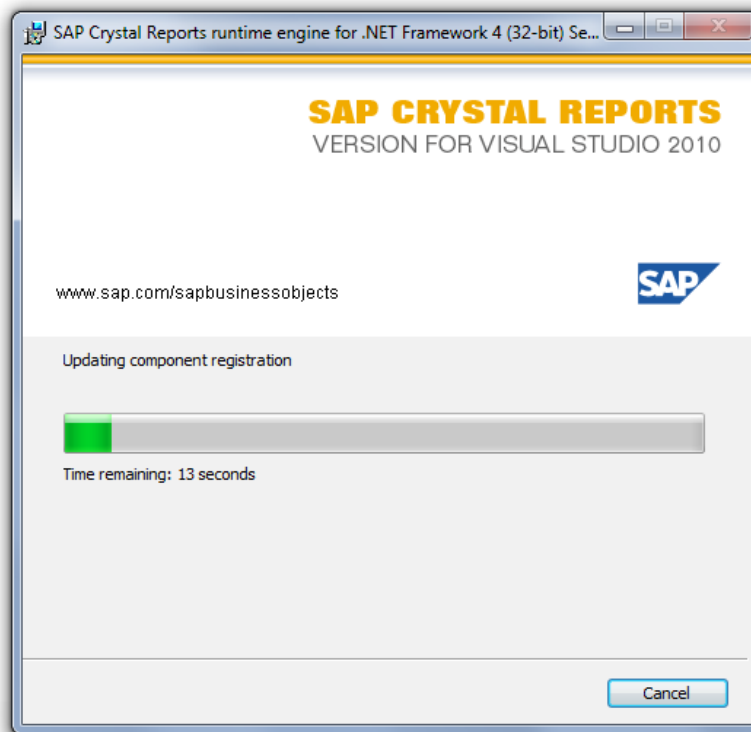 SAP Crystal Reports runtime engine for .NET Framework 4 (32-bit) Se...
SAP CRYSTAL REPORTS
VERSION FOR VISUAL STUDIO 2010
www.sap.com/sapbusinessobjects
SAP
Updating component registration
Time remaining: 13 seconds
Cancel